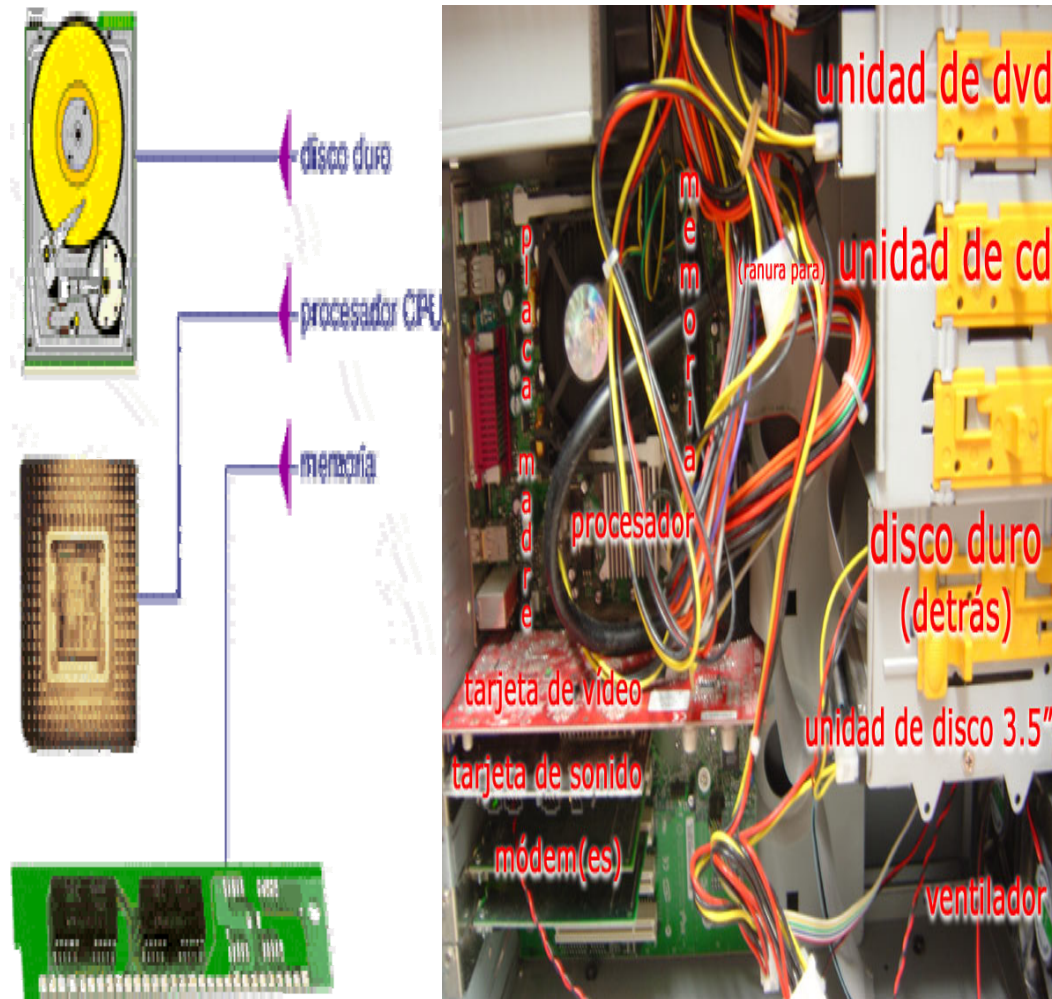 disco duro
procesador CPU
memoria
unidad de dvd
memoria
placa madre
(ranura para)
unidad de cd
procesador
disco duro
(detrás)
tarjeta de vídeo
unidad de disco 3.5”
tarjeta de sonido
módem(es)
ventilador